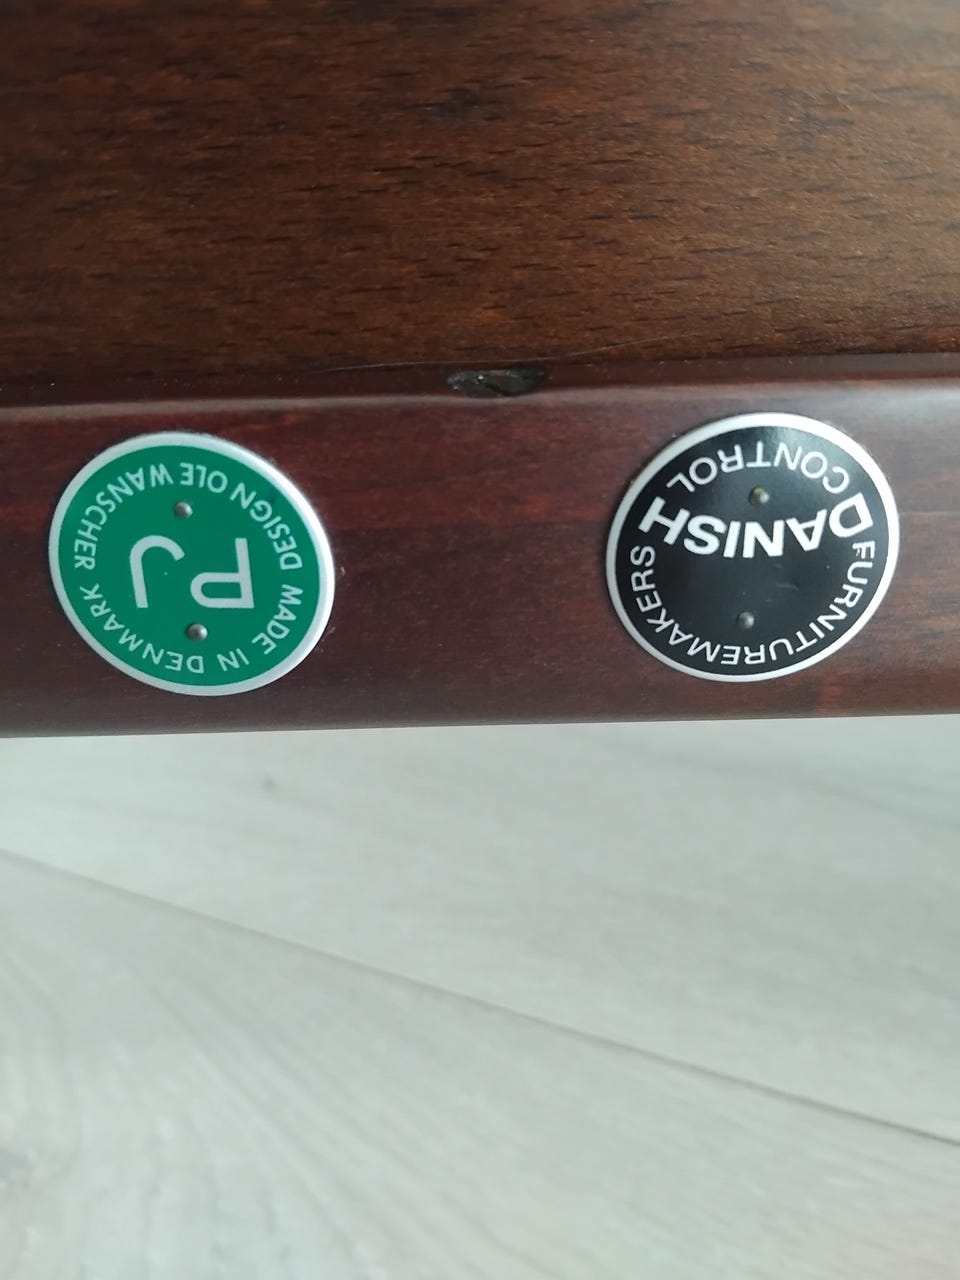 MADE IN DENMARK
PJ
DESIGN OLE WANSCHER
FURNITUREMAKERS
DANISH
CONTROL